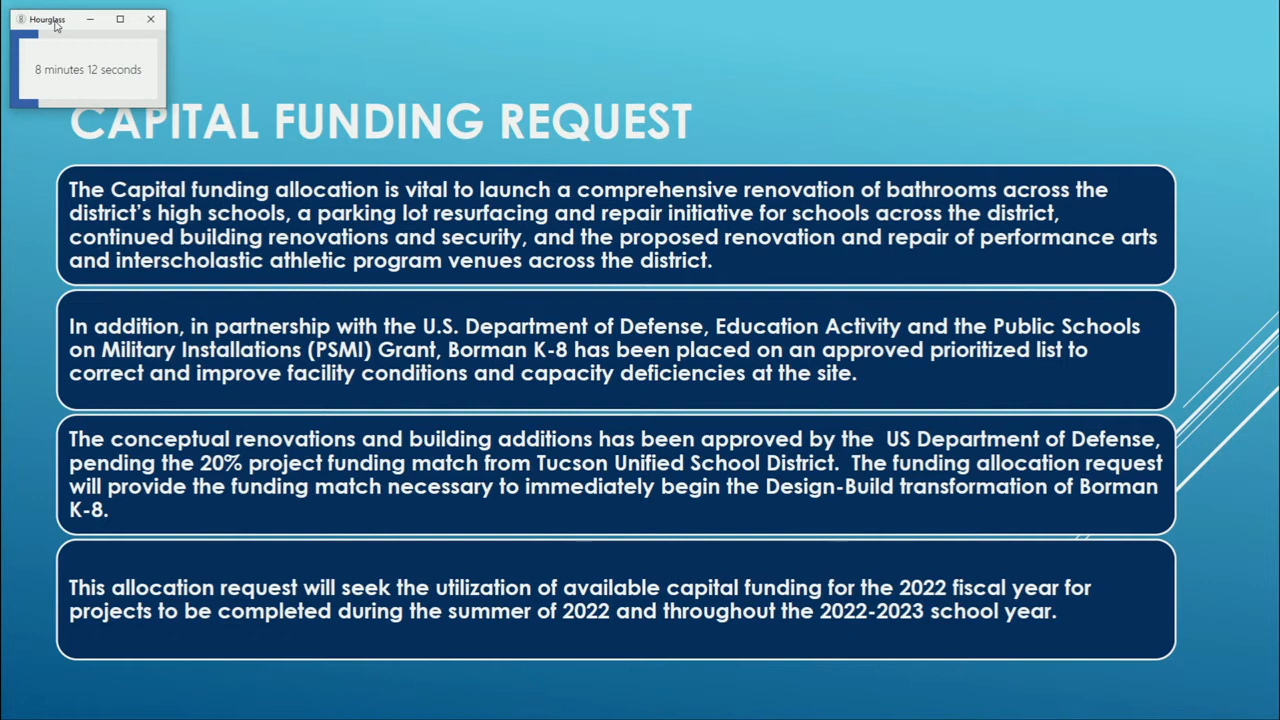 Hourglass
8 minutes 12 seconds
CAPITAL FUNDING REQUEST
The Capital funding allocation is vital to launch a comprehensive renovation of bathrooms across the
district's high schools, a parking lot resurfacing and repair initiative for schools across the district,
continued building renovations and security, and the proposed renovation and repair of performance arts
and interscholastic athletic program venues across the district.
In addition, in partnership with the U.S. Department of Defense, Education Activity and the Public Schools
on Military Installations (PSMI) Grant, Borman K-8 has been placed on an approved prioritized list to
correct and improve facility conditions and capacity deficiencies at the site.
The conceptual renovations and building additions has been approved by the  US Department of Defense,
pending the 20% project funding match from Tucson Unified School District.  The funding allocation request
will provide the funding match necessary to immediately begin the Design-Build transformation of Borman
K-8.
This allocation request will seek the utilization of available capital funding for the 2022 fiscal year for
projects to be completed during the summer of 2022 and throughout the 2022-2023 school year.